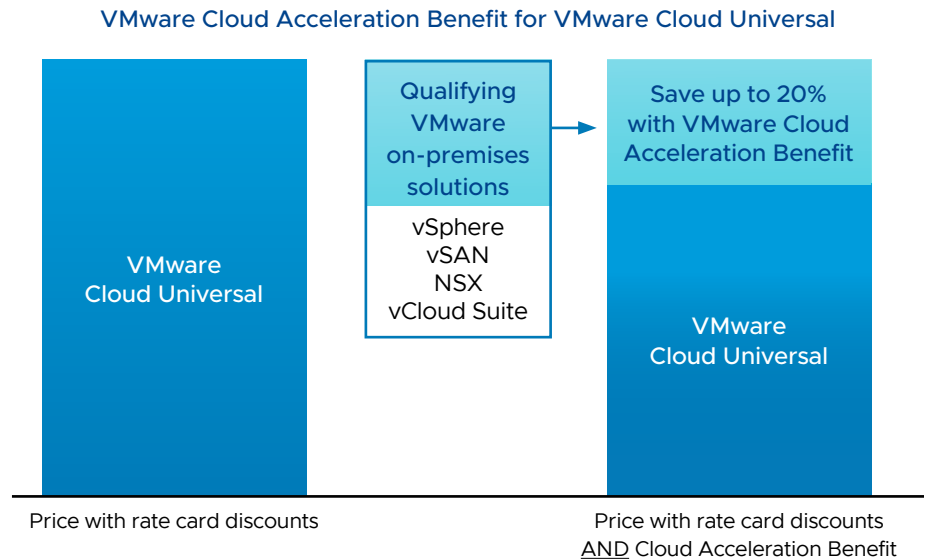 VMware Cloud Acceleration Benefit for VMware Cloud Universal
VMware
Cloud Universal
Price with rate card discounts
Qualifying
VMware
on-premises
solutions
vSphere
vSAN
NSX
vCloud Suite
Save up to 20%
with VMware Cloud
Acceleration Benefit
VMware
Cloud Universal
Price with rate card discounts
AND Cloud Acceleration Benefit